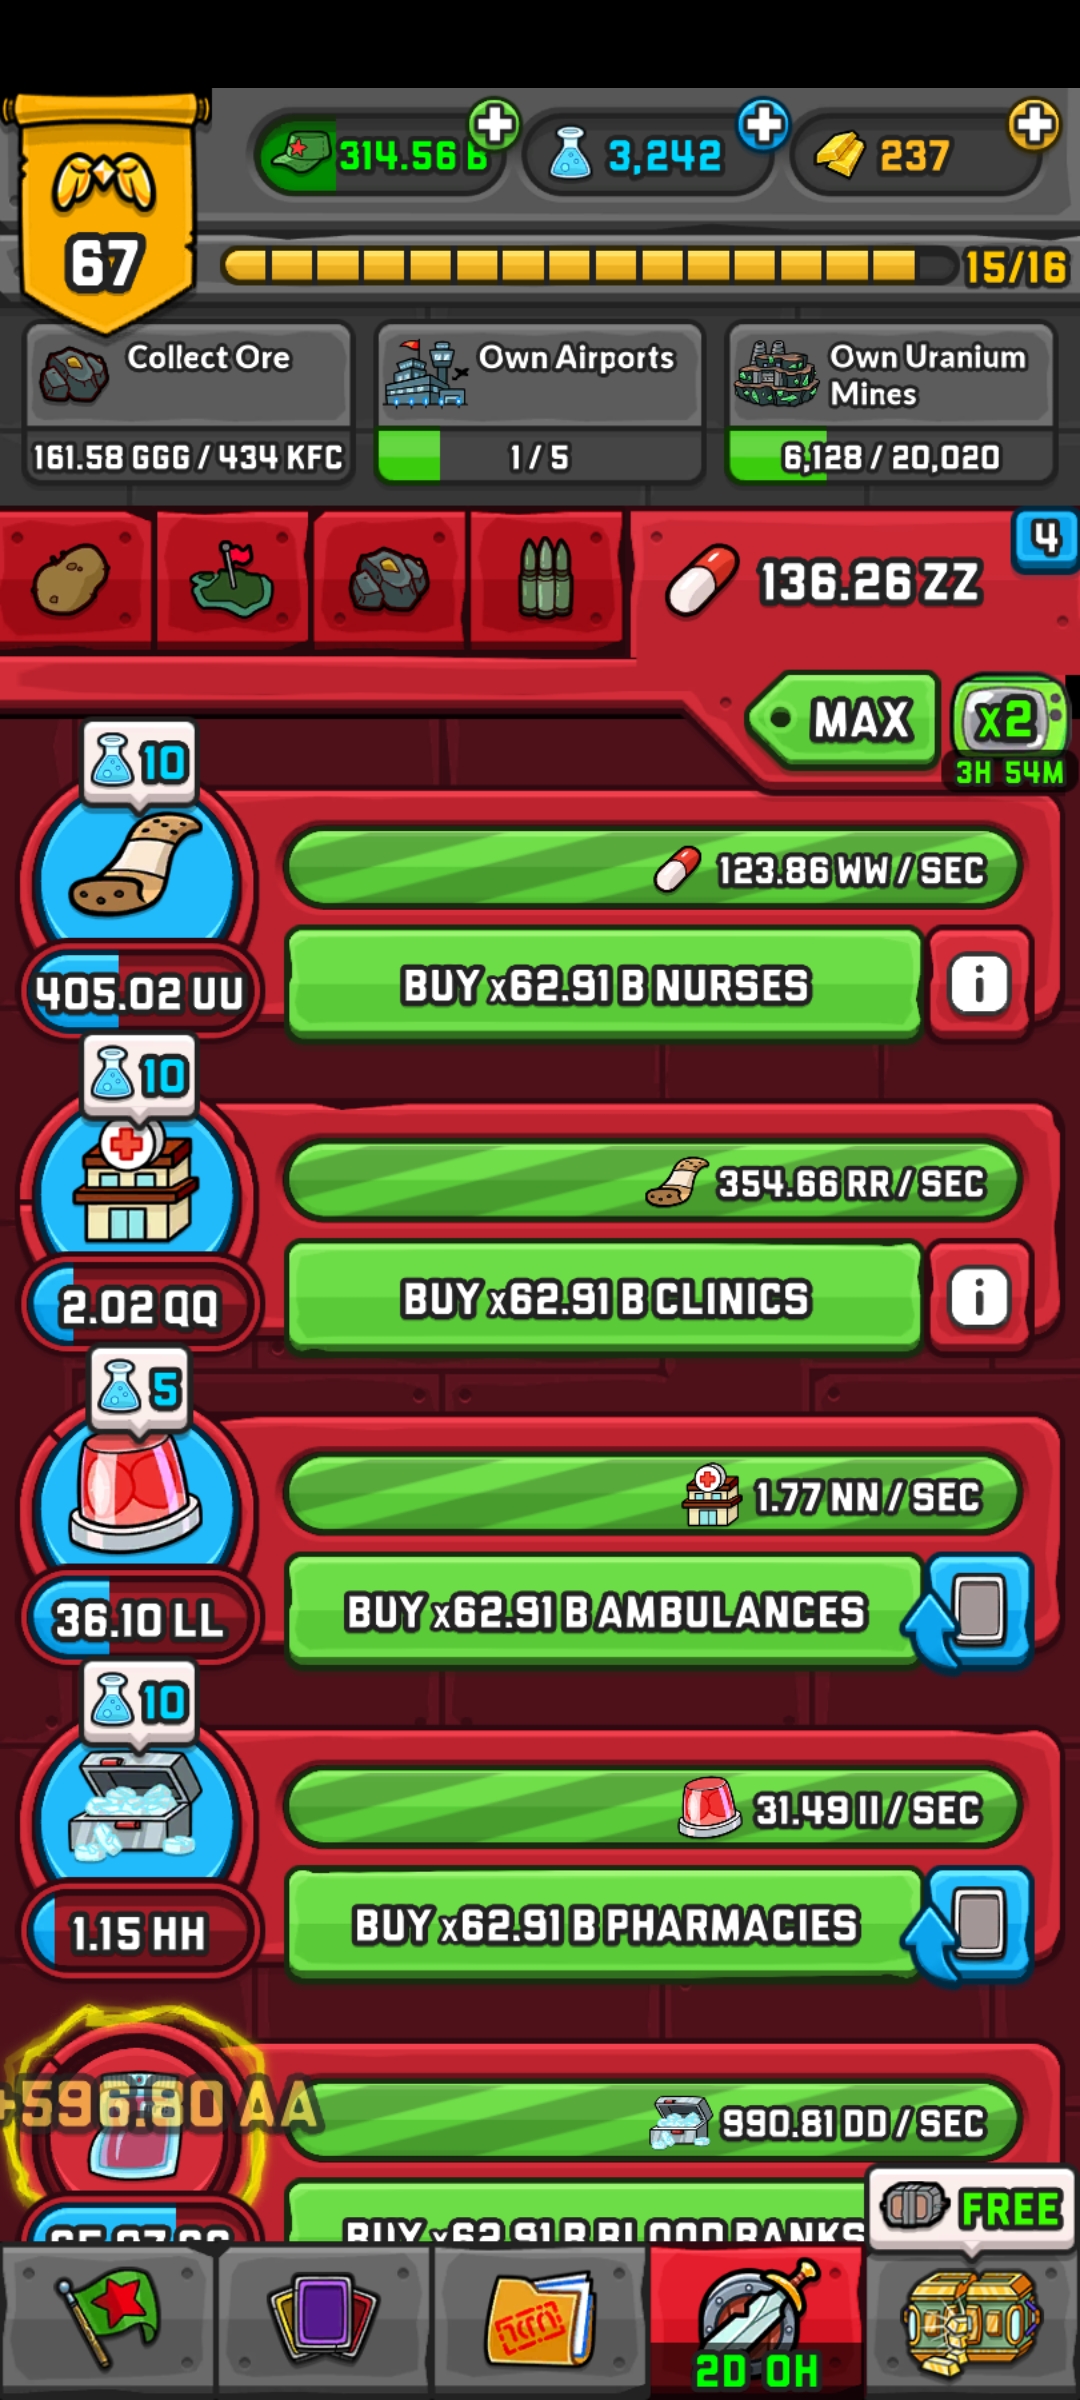 314.56 B
3,242
237
67
15/16
Collect Ore
161.58 GGG / 434 KFC
Own Airports
1 / 5
Own Uranium
Mines
6,128 / 20,020
4
136.26 ZZ
MAX
x2
3H 54M
10
123.86 WW / SEC
405.02 UU
BUY x62.91 B NURSES
10
354.66 RR / SEC
2.02 QQ
BUY x62.91 B CLINICS
5
1.77 NN / SEC
36.10 LL
BUY x62.91 B AMBULANCES
10
31.49 II / SEC
1.15 HH
BUY x62.91 B PHARMACIES
+596.80 AA
990.81 DD / SEC
BUY x62.91 B BLOOD BANKS
FREE
2D 0H